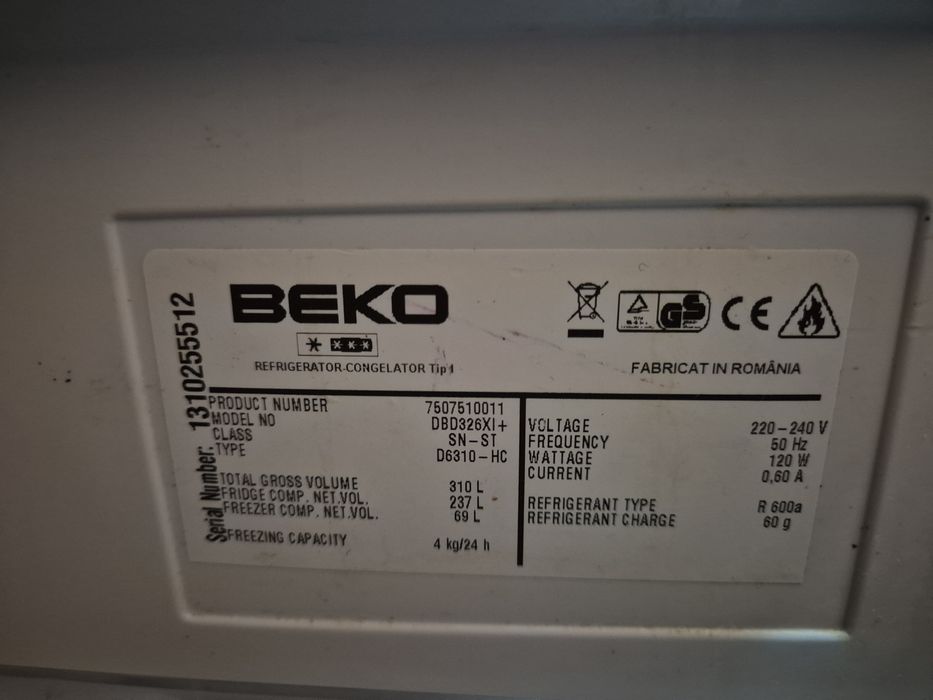 BEKO
REFRIGERATOR-CONGELATOR Tip I
FABRICAT IN ROMÂNIA
Serial Number: 1310255512
PRODUCT NUMBER 7507510011
MODEL NO DBD326XI+
CLASS SN-ST
TYPE D6310-HC
TOTAL GROSS VOLUME 310 L
FRIDGE COMP. NET.VOL. 237 L
FREEZER COMP. NET.VOL. 69 L
FREEZING CAPACITY 4 kg/24 h
VOLTAGE 220-240 V
FREQUENCY 50 Hz
WATTAGE 120 W
CURRENT 0,60 A
REFRIGERANT TYPE R 600a
REFRIGERANT CHARGE 60 g
GS
CE